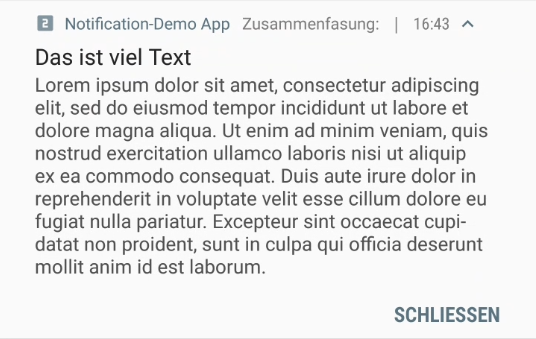 2 Notification-Demo App Zusammenfasung: | 16:43
Das ist viel Text
Lorem ipsum dolor sit amet, consectetur adipiscing
elit, sed do eiusmod tempor incididunt ut labore et
dolore magna aliqua. Ut enim ad minim veniam, quis
nostrud exercitation ullamco laboris nisi ut aliquip
ex ea commodo consequat. Duis aute irure dolor in
reprehenderit in voluptate velit esse cillum dolore eu
fugiat nulla pariatur. Excepteur sint occaecat cupi-
datat non proident, sunt in culpa qui officia deserunt
mollit anim id est laborum.
SCHLIESSEN